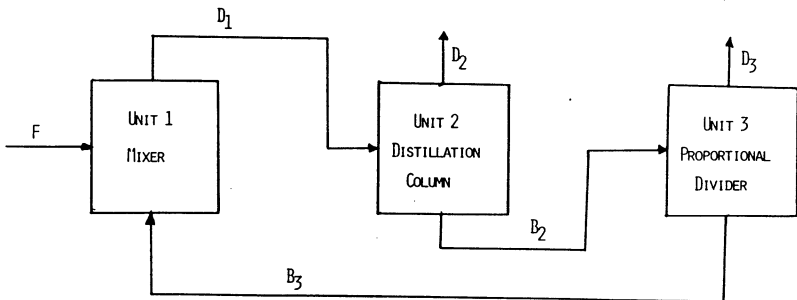 D1
D2
D3
F
UNIT 1
MIXER
UNIT 2
DISTILLATION
COLUMN
UNIT 3
PROPORTIONAL
DIVIDER
B2
B3